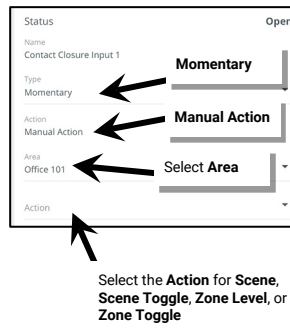 Status Open
Name
Contact Closure Input 1
Momentary
Type
Momentary
Manual Action
Action
Manual Action
Area
Office 101
Select Area
Action
Select the Action for Scene,
Scene Toggle, Zone Level, or
Zone Toggle